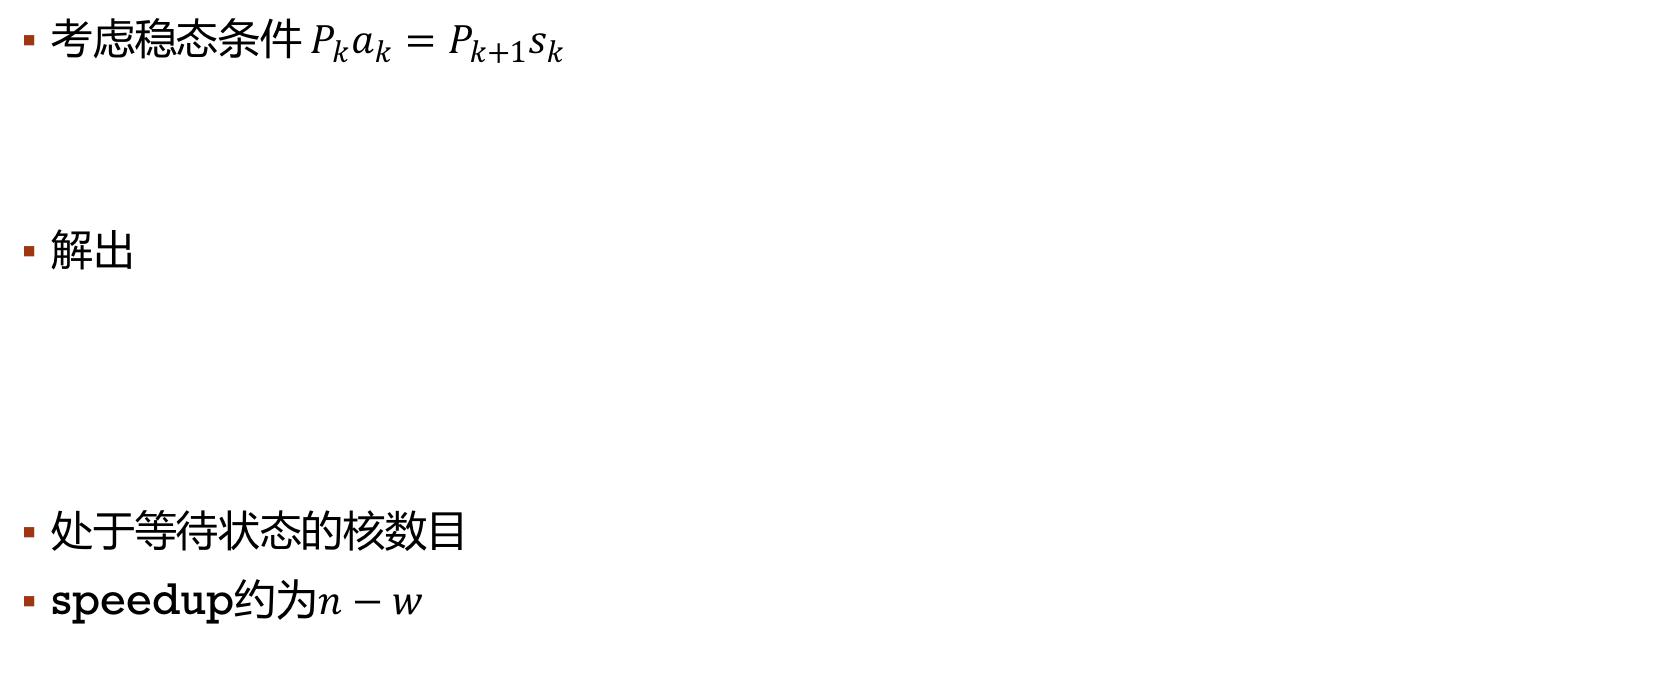 ▪ 考虑稳态条件 $P_k a_k = P_{k+1} s_k$
▪ 解出
▪ 处于等待状态的核数目
▪ speedup约为$n - w$